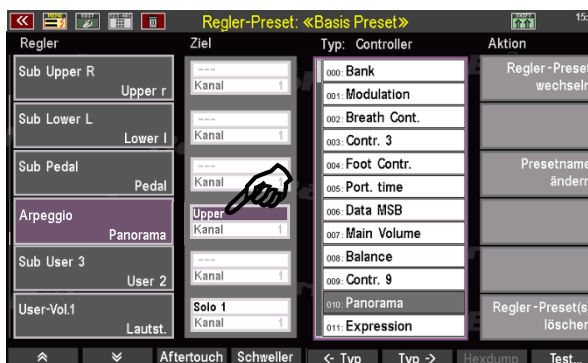 Regler-Preset: «Basis Preset»
Regler
Ziel
Typ: Controller
Aktion
Sub Upper R
Upper r
---
Kanal 1
Sub Lower L
Lower l
---
Kanal 1
Sub Pedal
Pedal
---
Kanal
Arpeggio
Panorama
Upper
Kanal 1
Sub User 3
User 2
---
Kanal 1
User-Vol.1
Lautst.
Solo 1
Kanal 1
000: Bank
001: Modulation
002: Breath Cont.
003: Contr. 3
004: Foot Contr.
005: Port. time
006: Data MSB
007: Main Volume
008: Balance
009: Contr. 9
010: Panorama
011: Expression
Regler-Preset
wechseln
Presetname
ändern
Regler-Preset(s)
löschen
Aftertouch
Schweller
<- Typ
Typ ->
Hexdump
Test...